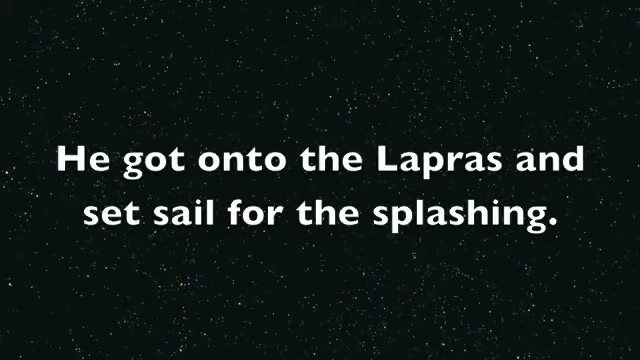 He got onto the Lapras and
set sail for the splashing.